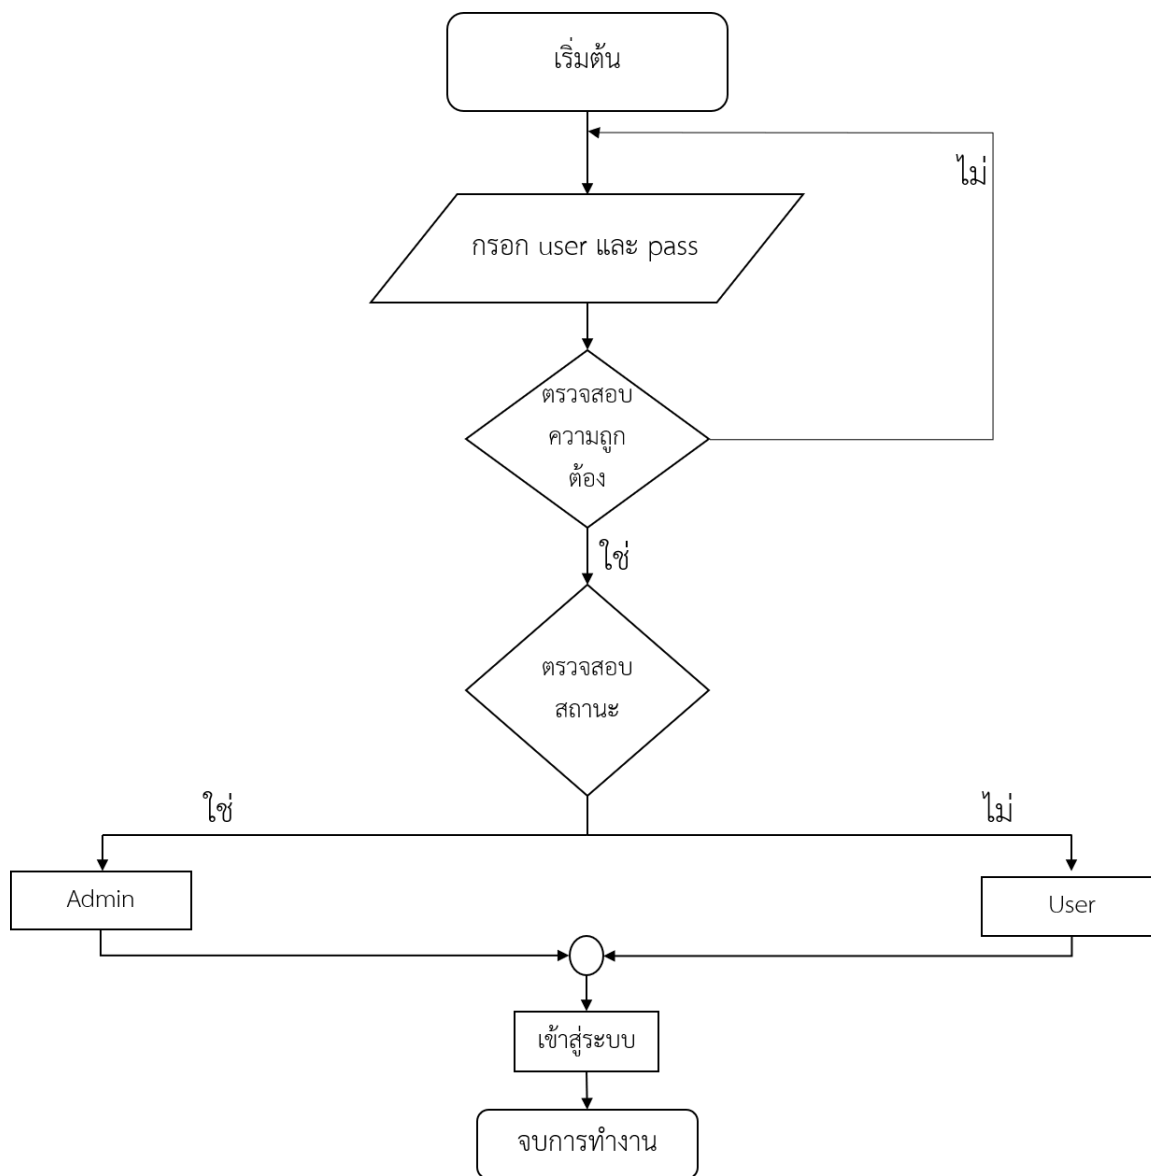 เริ่มต้น
ไม่
กรอก user และ pass
ตรวจสอบ
ความถูก
ต้อง
ใช่
ตรวจสอบ
สถานะ
ใช่
ไม่
Admin
User
เข้าสู่ระบบ
จบการทำงาน